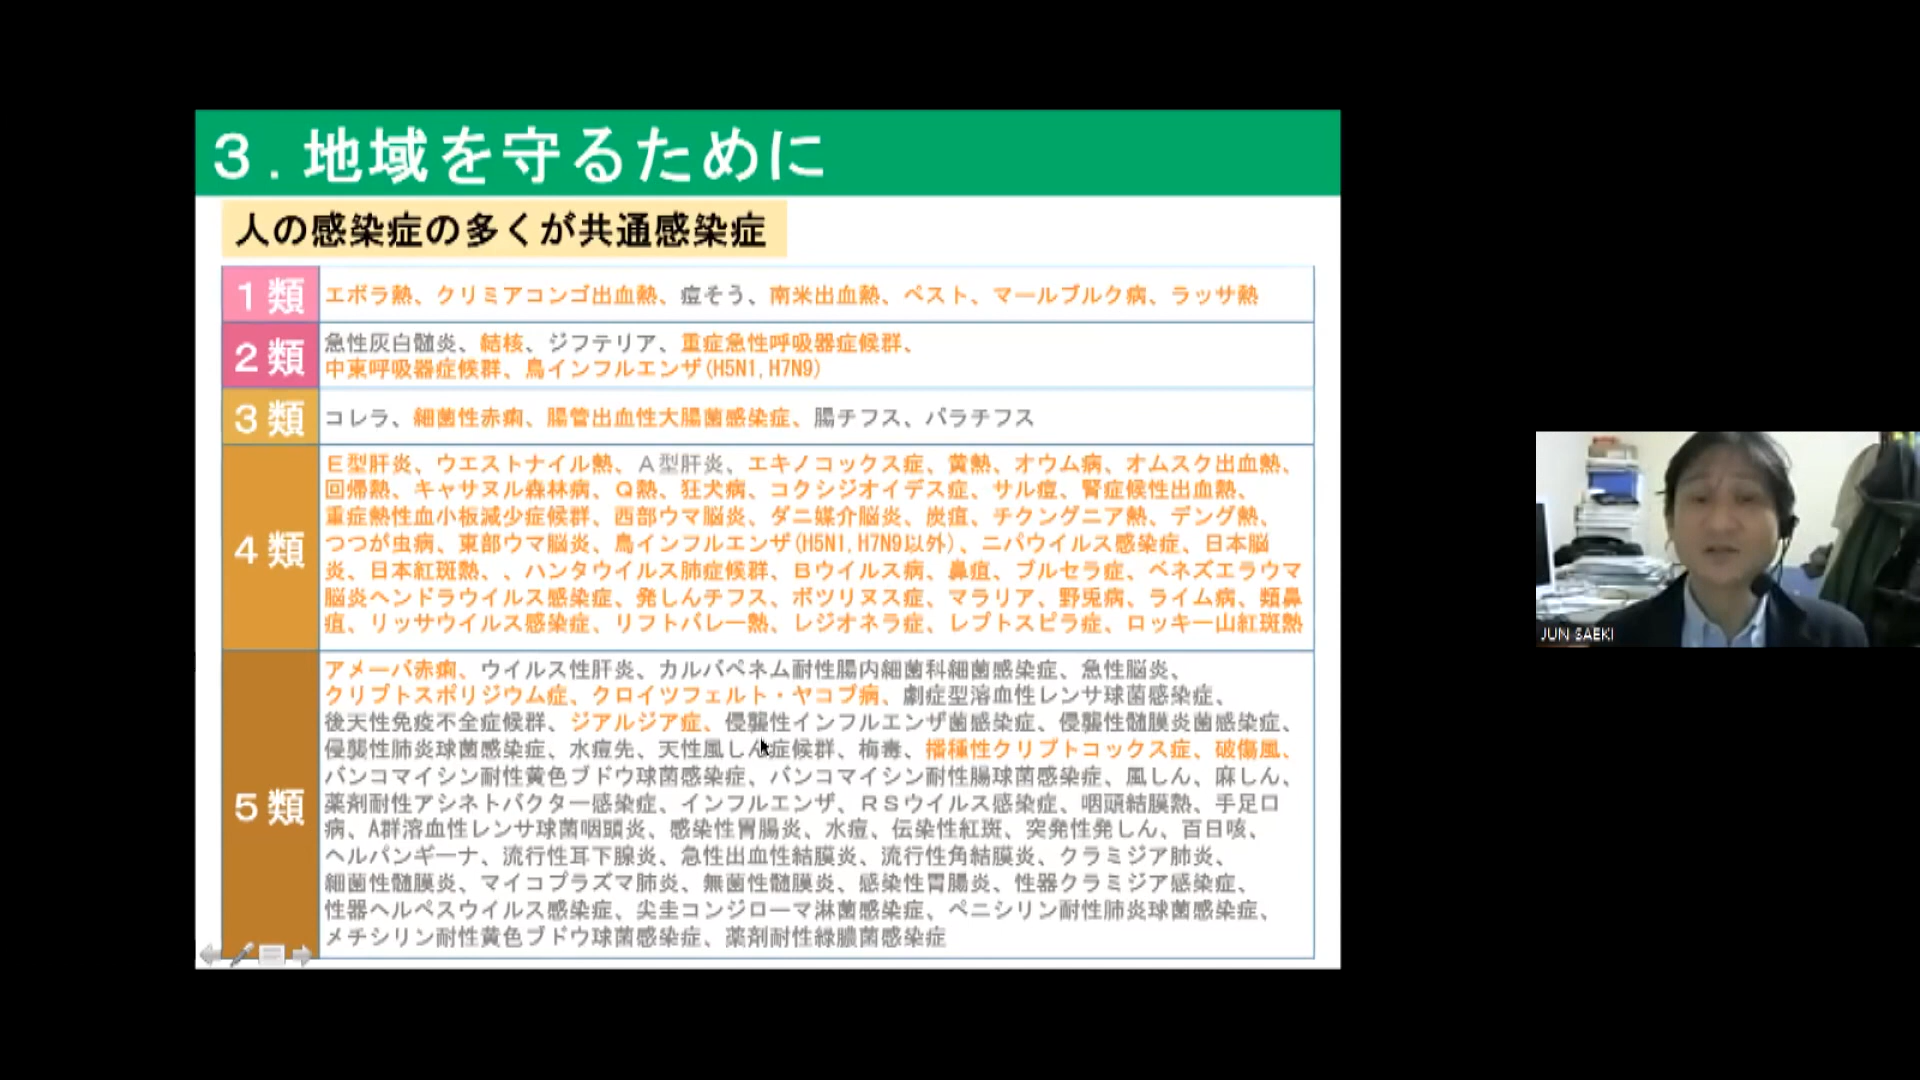 ３．地域を守るために
人の感染症の多くが共通感染症
１類
エボラ熱、クリミアコンゴ出血熱、痘そう、南米出血熱、ペスト、マールブルク病、ラッサ熱
２類
急性灰白髄炎、結核、ジフテリア、重症急性呼吸器症候群、
中東呼吸器症候群、鳥インフルエンザ(H5N1,H7N9)
３類
コレラ、細菌性赤痢、腸管出血性大腸菌感染症、腸チフス、パラチフス
４類
Ｅ型肝炎、ウエストナイル熱、Ａ型肝炎、エキノコックス症、黄熱、オウム病、オムスク出血熱、
回帰熱、キャサヌル森林病、Ｑ熱、狂犬病、コクシジオイデス症、サル痘、腎症候性出血熱、
重症熱性血小板減少症候群、西部ウマ脳炎、ダニ媒介脳炎、炭疽、チクングニア熱、デング熱、
つつが虫病、東部ウマ脳炎、鳥インフルエンザ(H5N1,H7N9以外)、ニパウイルス感染症、日本脳
炎、日本紅斑熱、、ハンタウイルス肺症候群、Ｂウイルス病、鼻疽、ブルセラ症、ベネズエラウマ
脳炎ヘンドラウイルス感染症、発しんチフス、ボツリヌス症、マラリア、野兎病、ライム病、類鼻
疽、リッサウイルス感染症、リフトバレー熱、レジオネラ症、レプトスピラ症、ロッキー山紅斑熱
５類
アメーバ赤痢、ウイルス性肝炎、カルバペネム耐性腸内細菌科細菌感染症、急性脳炎、
クリプトスポリジウム症、クロイツフェルト・ヤコブ病、劇症型溶血性レンサ球菌感染症、
後天性免疫不全症候群、ジアルジア症、侵襲性インフルエンザ菌感染症、侵襲性髄膜炎菌感染症、
侵襲性肺炎球菌感染症、水痘先、天性風しん症候群、梅毒、播種性クリプトコックス症、破傷風、
バンコマイシン耐性黄色ブドウ球菌感染症、バンコマイシン耐性腸球菌感染症、風しん、麻しん、
薬剤耐性アシネトバクター感染症、インフルエンザ、ＲＳウイルス感染症、咽頭結膜熱、手足口
病、A群溶血性レンサ球菌咽頭炎、感染性胃腸炎、水痘、伝染性紅斑、突発性発しん、百日咳、
ヘルパンギーナ、流行性耳下腺炎、急性出血性結膜炎、流行性角結膜炎、クラミジア肺炎、
細菌性髄膜炎、マイコプラズマ肺炎、無菌性髄膜炎、感染性胃腸炎、性器クラミジア感染症、
性器ヘルペスウイルス感染症、尖圭コンジローマ淋菌感染症、ペニシリン耐性肺炎球菌感染症、
メチシリン耐性黄色ブドウ球菌感染症、薬剤耐性緑膿菌感染症
JUN SAEKI